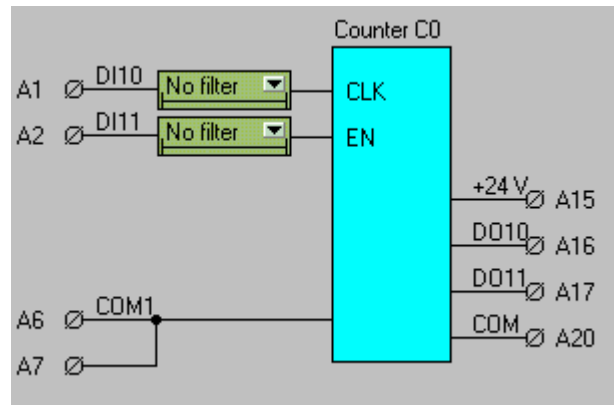 Counter C0
A1 DI10 No filter CLK
A2 DI11 No filter EN
+24 V A15
DO10 A16
DO11 A17
A6 COM1
COM A20
A7